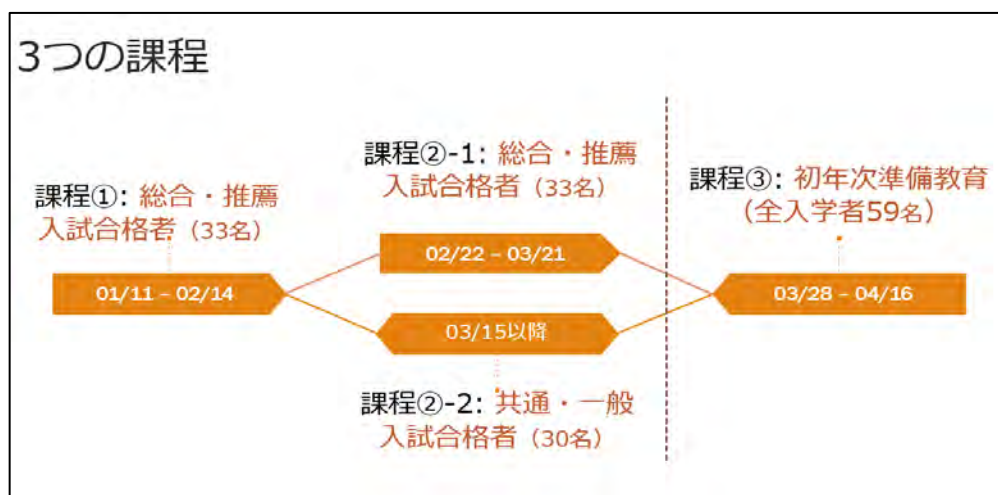 3つの課程
課程①: 総合・推薦
入試合格者（33名）
01/11 – 02/14
課程②-1: 総合・推薦
入試合格者（33名）
02/22 – 03/21
03/15以降
課程②-2: 共通・一般
入試合格者（30名）
課程③: 初年次準備教育
（全入学者59名）
03/28 – 04/16